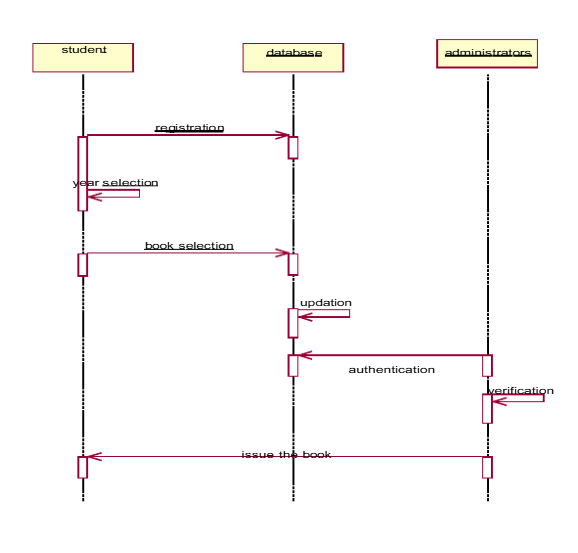 student
database
administrators
registration
year selection
book selection
updation
authentication
verification
issue the book